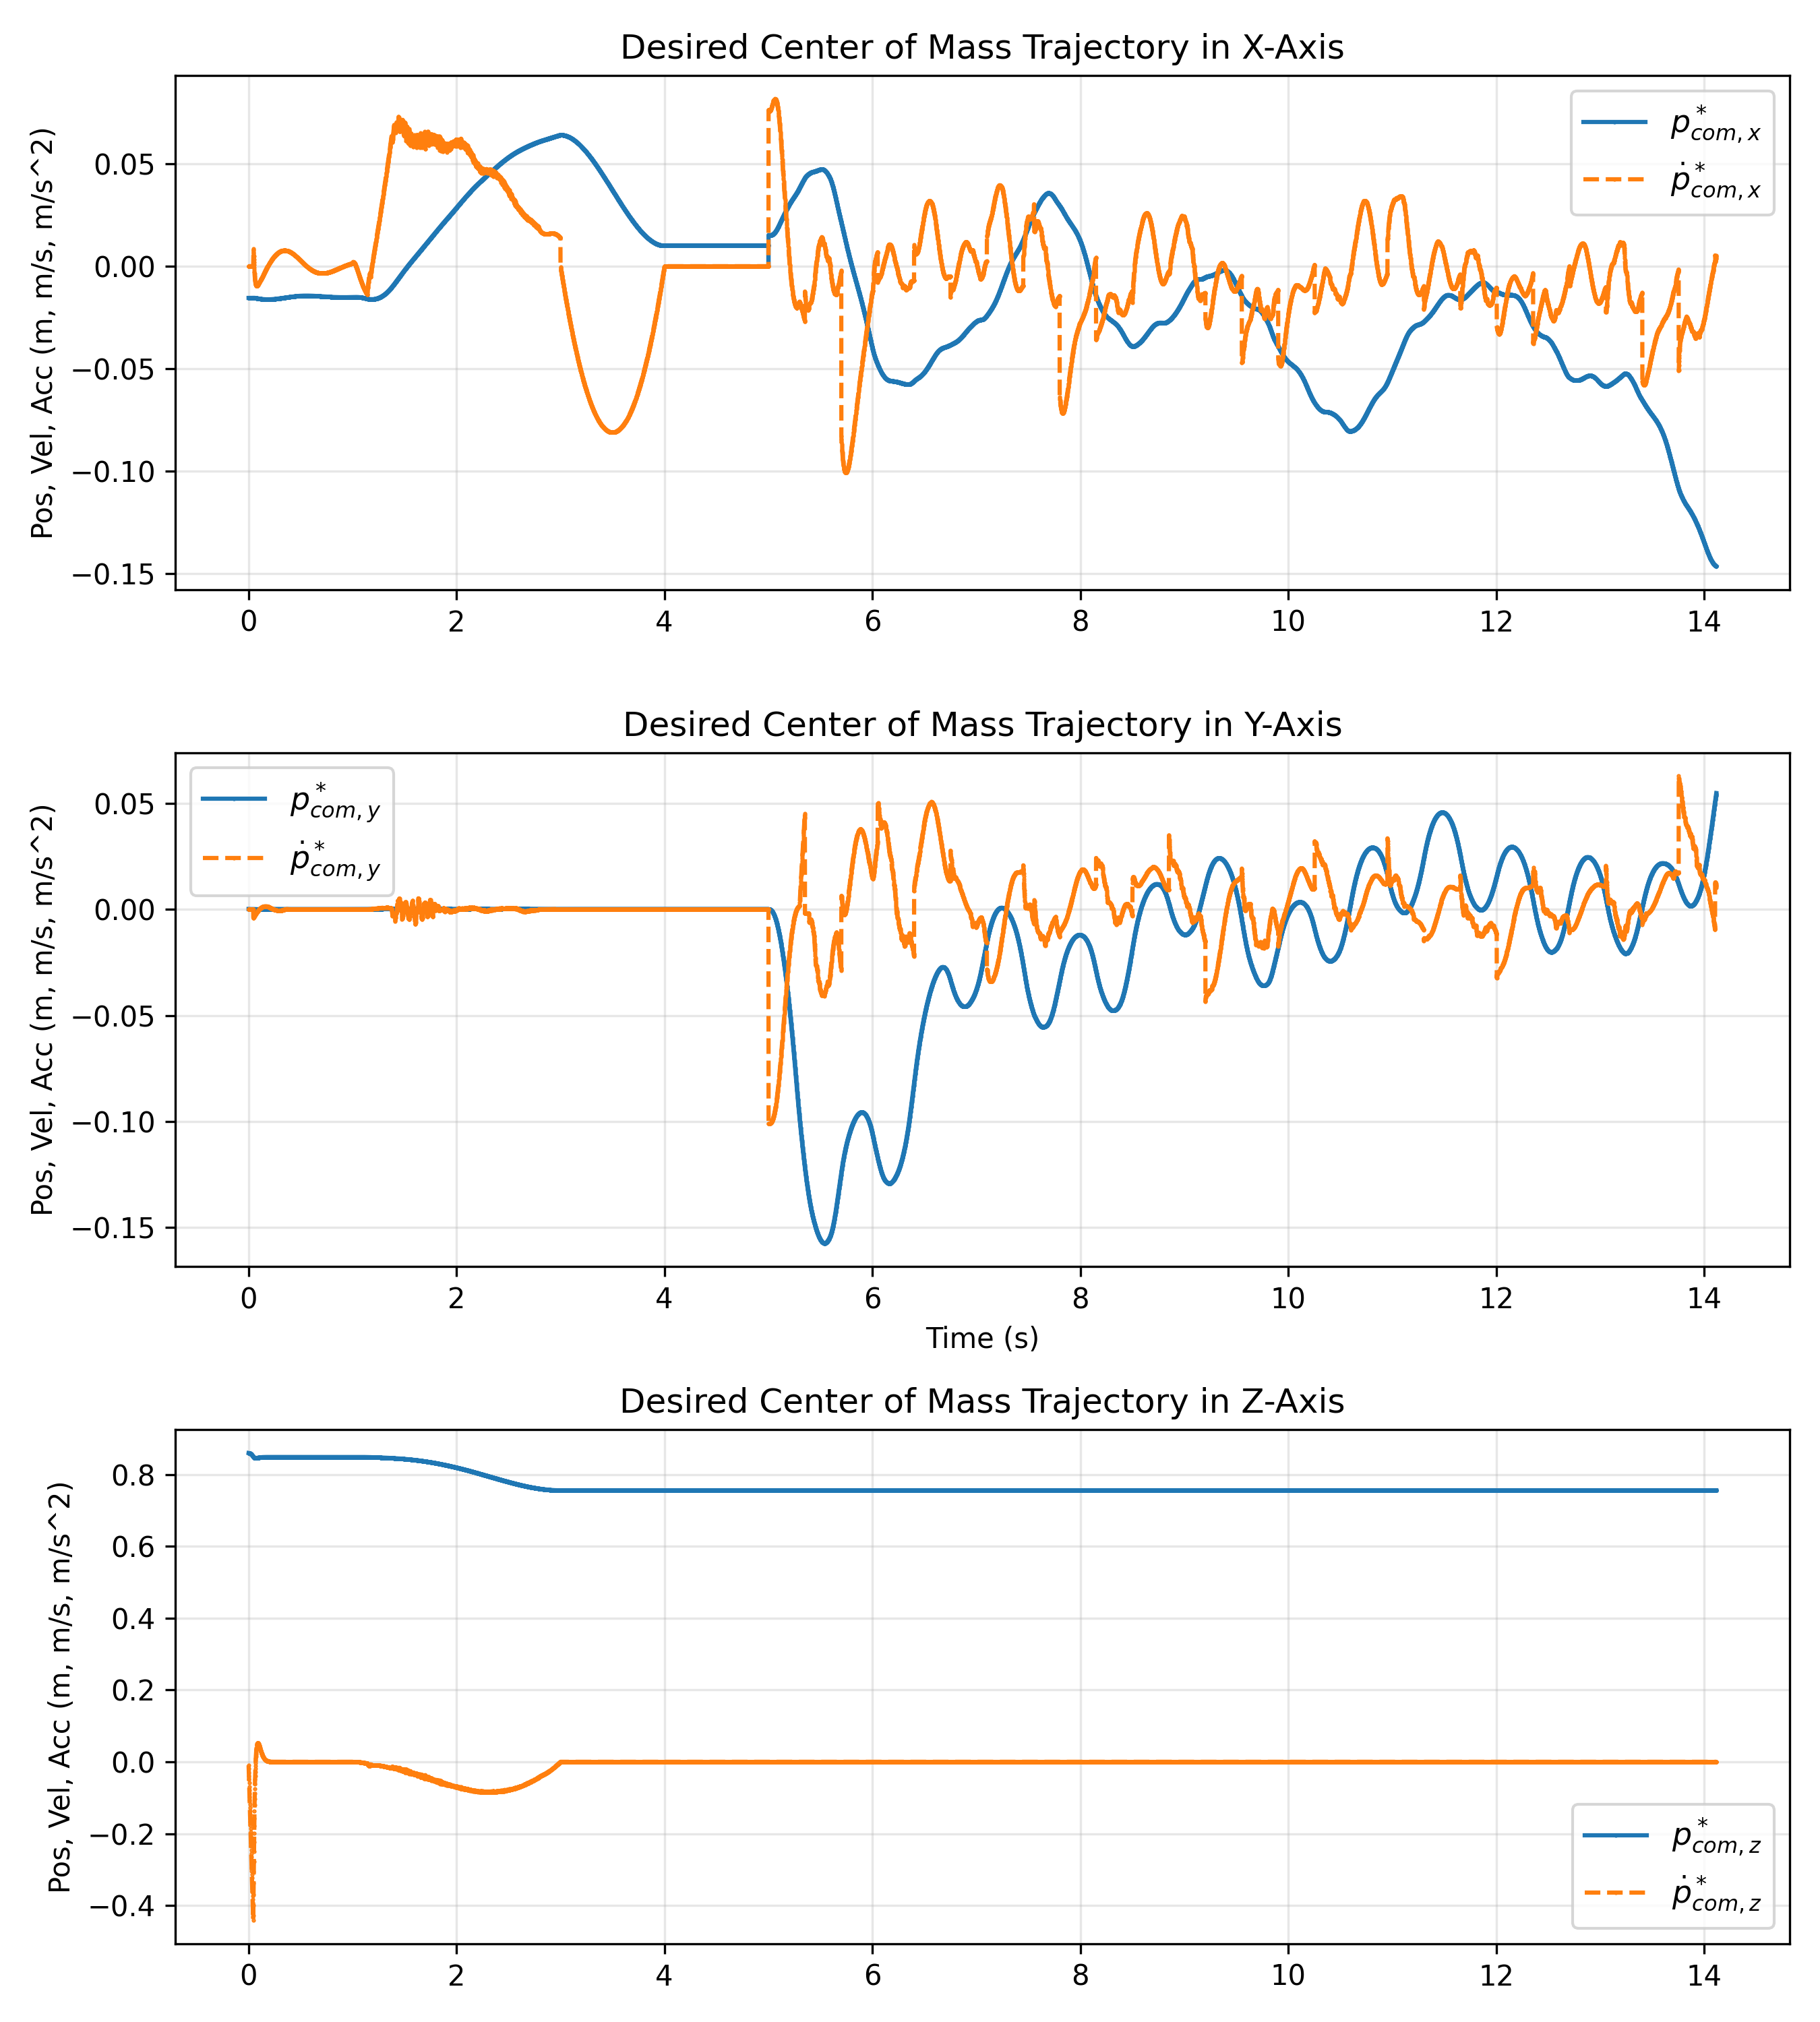 Desired Center of Mass Trajectory in X-Axis
Pos, Vel, Acc (m, m/s, m/s^2)
0.05
0.00
−0.05
−0.10
−0.15
p*com, x
ṗ*com, x
0 2 4 6 8 10 12 14
Desired Center of Mass Trajectory in Y-Axis
Pos, Vel, Acc (m, m/s, m/s^2)
0.05
0.00
−0.05
−0.10
−0.15
p*com, y
ṗ*com, y
0 2 4 6 8 10 12 14
Time (s)
Desired Center of Mass Trajectory in Z-Axis
Pos, Vel, Acc (m, m/s, m/s^2)
0.8
0.6
0.4
0.2
0.0
−0.2
−0.4
p*com, z
ṗ*com, z
0 2 4 6 8 10 12 14